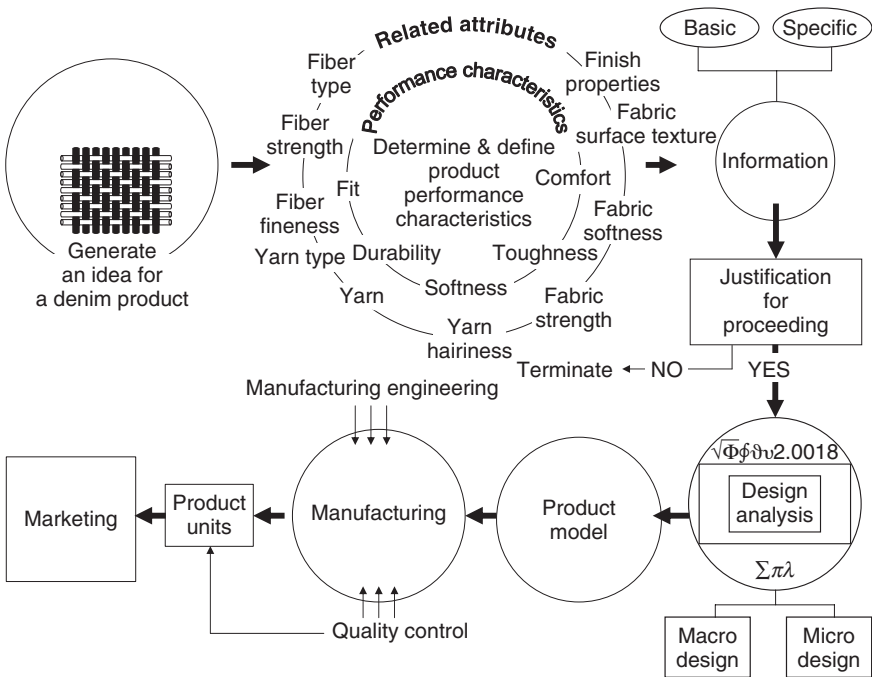 Generate
an idea for
a denim product
Related attributes
Performance characteristics
Determine & define
product
performance
characteristics
Fiber
type
Fiber
strength
Fiber
fineness
Yarn type
Yarn
Yarn
hairiness
Fabric
strength
Fabric
softness
Fabric
surface texture
Finish
properties
Fit
Durability
Softness
Toughness
Comfort
Basic
Specific
Information
Justification
for
proceeding
Terminate
NO
YES
√Φ∮ϑυ2.0018
Design
analysis
Σπλ
Macro
design
Micro
design
Product
model
Manufacturing engineering
Manufacturing
Quality control
Product
units
Marketing